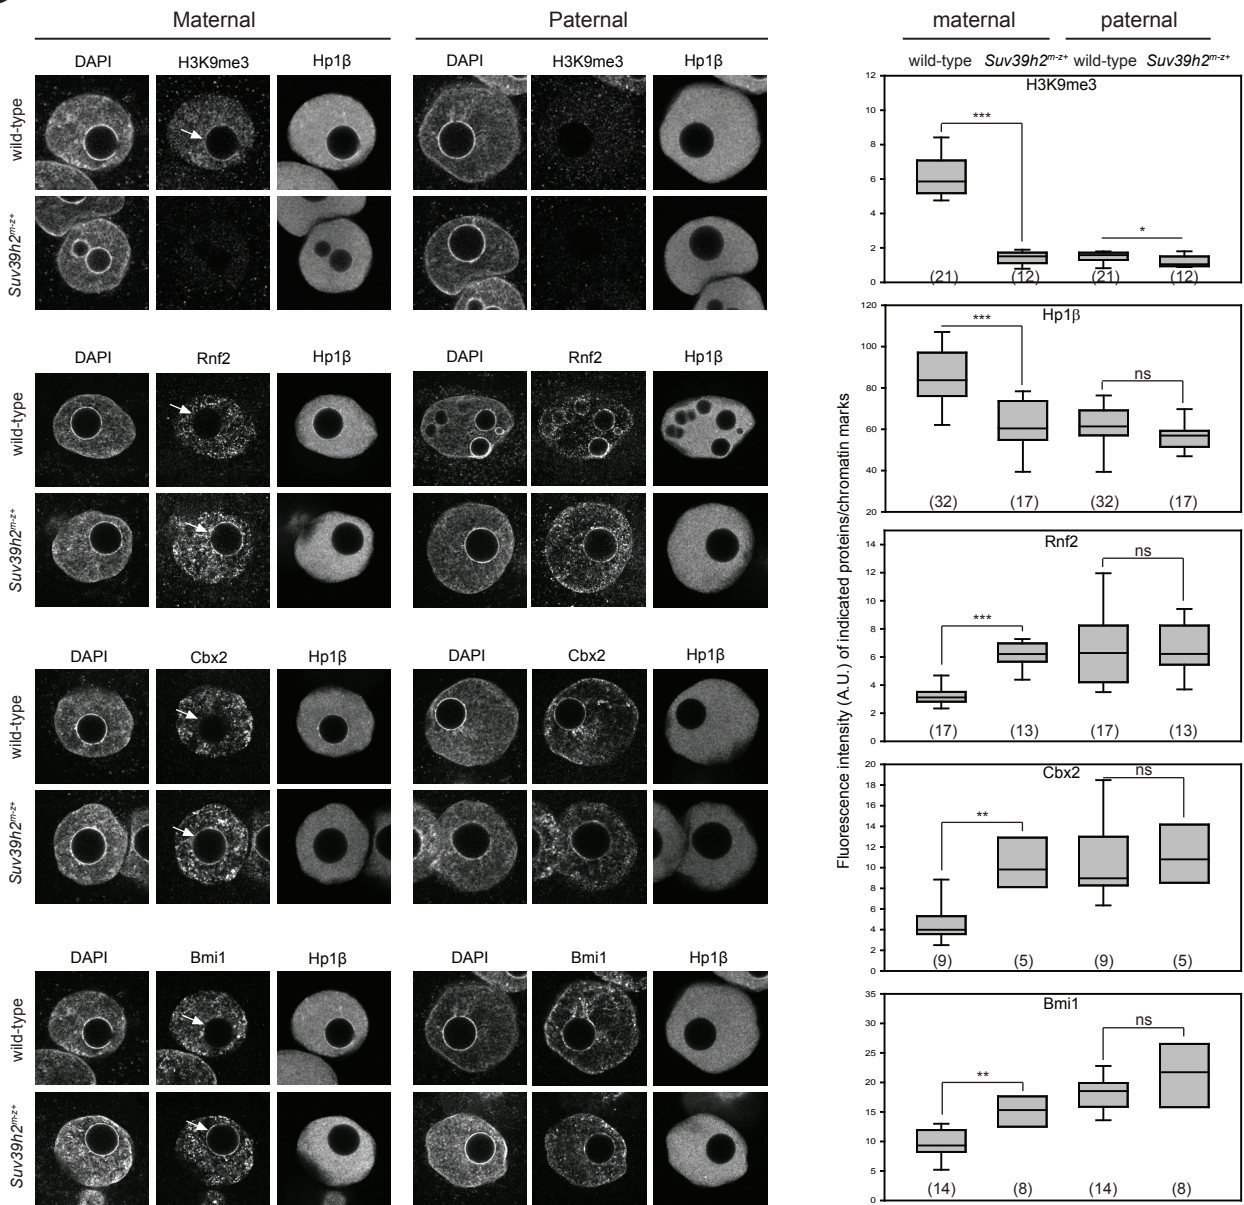 Maternal Paternal
DAPI H3K9me3 Hp1β DAPI H3K9me3 Hp1β
wild-type
Suv39h2m-z+
DAPI Rnf2 Hp1β DAPI Rnf2 Hp1β
wild-type
Suv39h2m-z+
DAPI Cbx2 Hp1β DAPI Cbx2 Hp1β
wild-type
Suv39h2m-z+
DAPI Bmi1 Hp1β DAPI Bmi1 Hp1β
wild-type
Suv39h2m-z+
maternal paternal
wild-type Suv39h2m-z+ wild-type Suv39h2m-z+
Fluorescence intensity (A.U.) of indicated proteins/chromatin marks
H3K9me3
12
10
8
6
4
2
0
*** *
(21) (12) (21) (12)
Hp1β
120
100
80
60
40
20
*** ns
(32) (17) (32) (17)
Rnf2
14
12
10
8
6
4
2
0
*** ns
(17) (13) (17) (13)
Cbx2
20
18
16
14
12
10
8
6
4
2
0
** ns
(9) (5) (9) (5)
Bmi1
35
30
25
20
15
10
5
0
** ns
(14) (8) (14) (8)